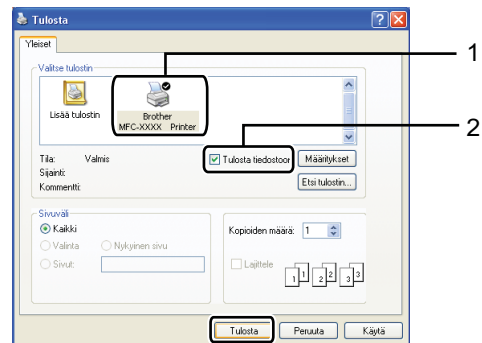 Tulosta
Yleiset
Valitse tulostin
Lisää tulostin
Brother
MFC-XXXX Printer
1
2
Tila: Valmis
Sijainti:
Kommentti:
Tulosta tiedostoor
Määritykset
Etsi tulostin...
Sivuväli
Kaikki
Valinta Nykyinen sivu
Sivut:
Kopioiden määrä: 1
Lajittele
1 1 2 2 3 3
Tulosta Peruuta Käytä